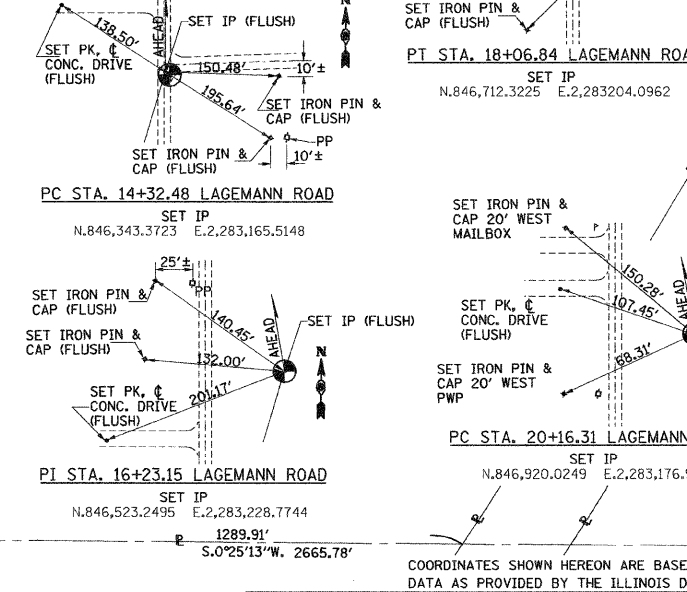 138.50'
AHEAD
SET IP (FLUSH)
SET PK, ℄
CONC. DRIVE
(FLUSH)
150.48'
10'±
195.64'
SET IRON PIN &
CAP (FLUSH)
SET IRON PIN &
CAP (FLUSH)
PP
10'±
PC STA. 14+32.48 LAGEMANN ROAD
SET IP
N.846,343.3723 E.2,283,165.5148
SET IRON PIN &
CAP (FLUSH)
PT STA. 18+06.84 LAGEMANN ROA
SET IP
N.846,712.3225 E.2,283204.0962
25'±
PP
SET IRON PIN &
CAP (FLUSH)
140.45'
AHEAD
SET IP (FLUSH)
SET IRON PIN &
CAP (FLUSH)
132.00'
N
SET PK, ℄
CONC. DRIVE
(FLUSH)
201.17'
PI STA. 16+23.15 LAGEMANN ROAD
SET IP
N.846,523.2495 E.2,283,228.7744
SET IRON PIN &
CAP 20' WEST
MAILBOX
P
150.28'
107.45'
AHEAD
SET PK, ℄
CONC. DRIVE
(FLUSH)
68.31'
SET IRON PIN &
CAP 20' WEST
PWP
PC STA. 20+16.31 LAGEMANN
SET IP
N.846,920.0249 E.2,283,176.
℄
1289.91'
S.0°25'13"W. 2665.78'
COORDINATES SHOWN HEREON ARE BASE
DATA AS PROVIDED BY THE ILLINOIS D